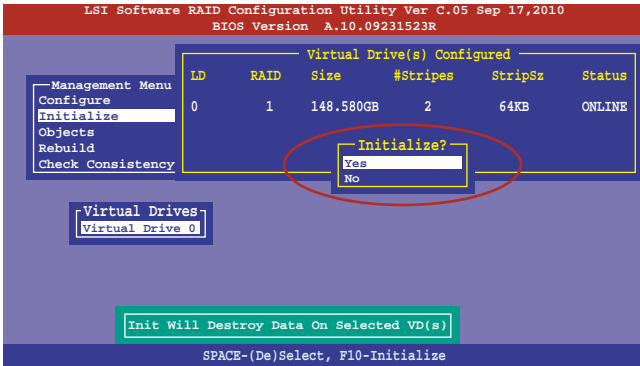 LSI Software RAID Configuration Utility Ver C.05 Sep 17,2010
BIOS Version A.10.09231523R
Virtual Drive(s) Configured
LD RAID Size #Stripes StripSz Status
0 1 148.580GB 2 64KB ONLINE
Management Menu
Configure
Initialize
Objects
Rebuild
Check Consistency
Initialize?
Yes
No
Virtual Drives
Virtual Drive 0
Init Will Destroy Data On Selected VD(s)
SPACE-(De)Select, F10-Initialize